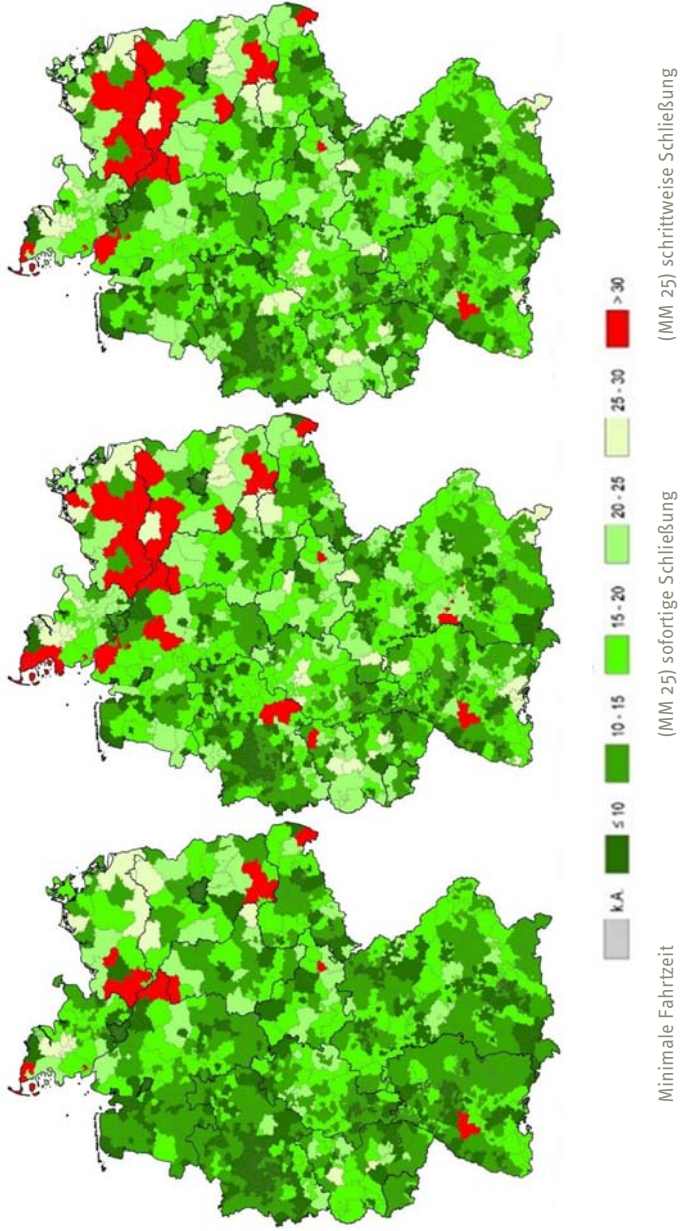 Minimale Fahrtzeit
(MM 25) sofortige Schließung
(MM 25) schrittweise Schließung
k.A.
≤ 10
10 - 15
15 - 20
20 - 25
25 - 30
> 30